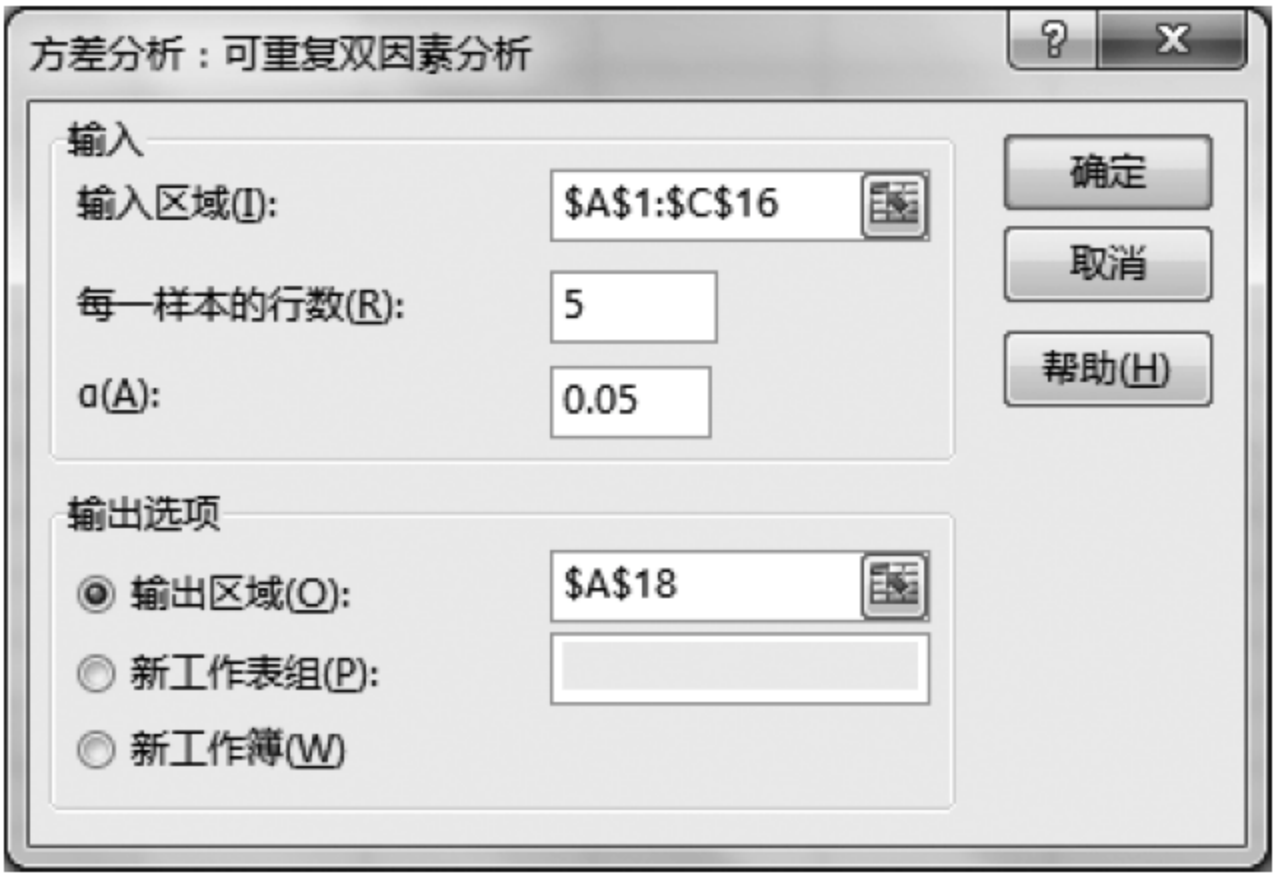 方差分析：可重复双因素分析
输入
输入区域(I): $A$1:$C$16
每一样本的行数(R): 5
α(A): 0.05
确定
取消
帮助(H)
输出选项
输出区域(O): $A$18
新工作表组(P):
新工作簿(W)